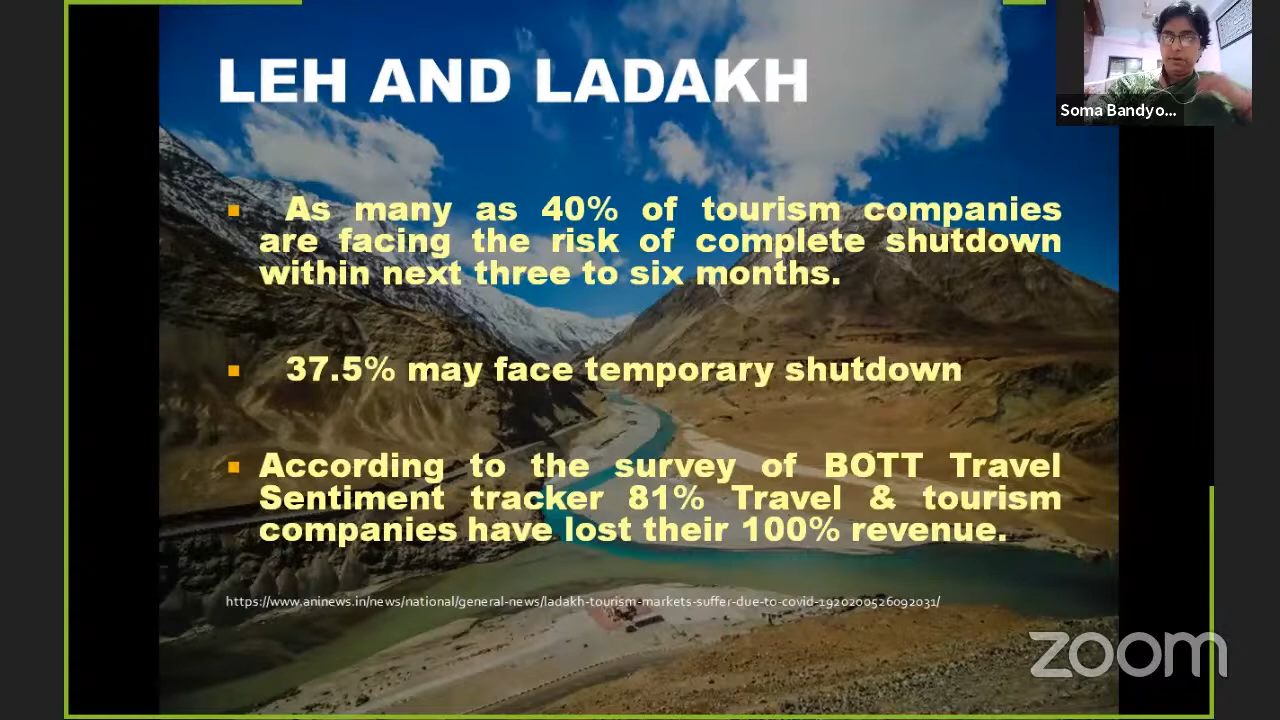 LEH AND LADAKH
Soma Bandyo...
As many as 40% of tourism companies
are facing the risk of complete shutdown
within next three to six months.
37.5% may face temporary shutdown
According to the survey of BOTT Travel
Sentiment tracker 81% Travel & tourism
companies have lost their 100% revenue.
https://www.aninews.in/news/national/general-news/ladakh-tourism-markets-suffer-due-to-covid-1920200526092031/
zoom